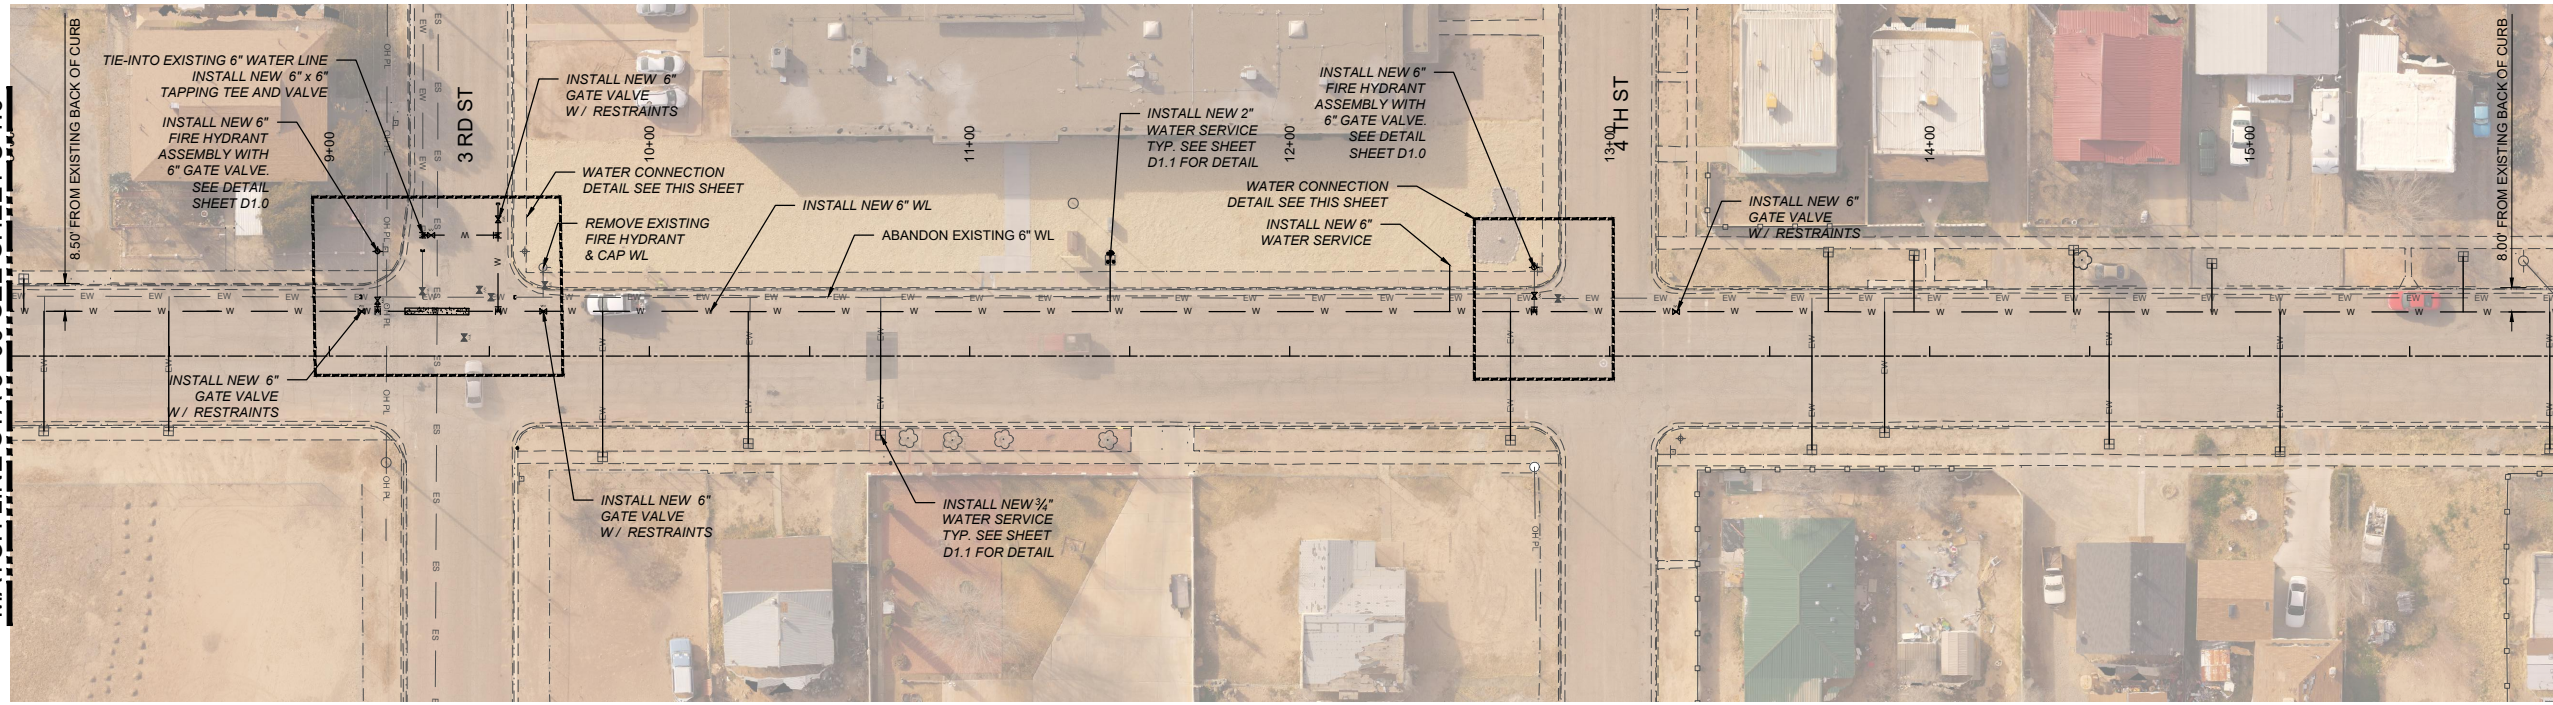 8.50' FROM EXISTING BACK OF CURB
TIE-INTO EXISTING 6" WATER LINE
INSTALL NEW 6" x 6"
TAPPING TEE AND VALVE
INSTALL NEW 6"
FIRE HYDRANT
ASSEMBLY WITH
6" GATE VALVE.
SEE DETAIL
SHEET D1.0
9+00
3 RD ST
INSTALL NEW 6"
GATE VALVE
W / RESTRAINTS
10+00
WATER CONNECTION
DETAIL SEE THIS SHEET
REMOVE EXISTING
FIRE HYDRANT
& CAP WL
INSTALL NEW 6" WL
ABANDON EXISTING 6" WL
11+00
INSTALL NEW 2"
WATER SERVICE
TYP. SEE SHEET
D1.1 FOR DETAIL
12+00
INSTALL NEW 6"
FIRE HYDRANT
ASSEMBLY WITH
6" GATE VALVE.
SEE DETAIL
SHEET D1.0
WATER CONNECTION
DETAIL SEE THIS SHEET
INSTALL NEW 6"
WATER SERVICE
13+00
4 TH ST
INSTALL NEW 6"
GATE VALVE
W / RESTRAINTS
14+00
15+00
8.00' FROM EXISTING BACK OF CURB
INSTALL NEW 6"
GATE VALVE
W / RESTRAINTS
INSTALL NEW 6"
GATE VALVE
W / RESTRAINTS
INSTALL NEW ¾"
WATER SERVICE
TYP. SEE SHEET
D1.1 FOR DETAIL
OH PL
ES
EW
W